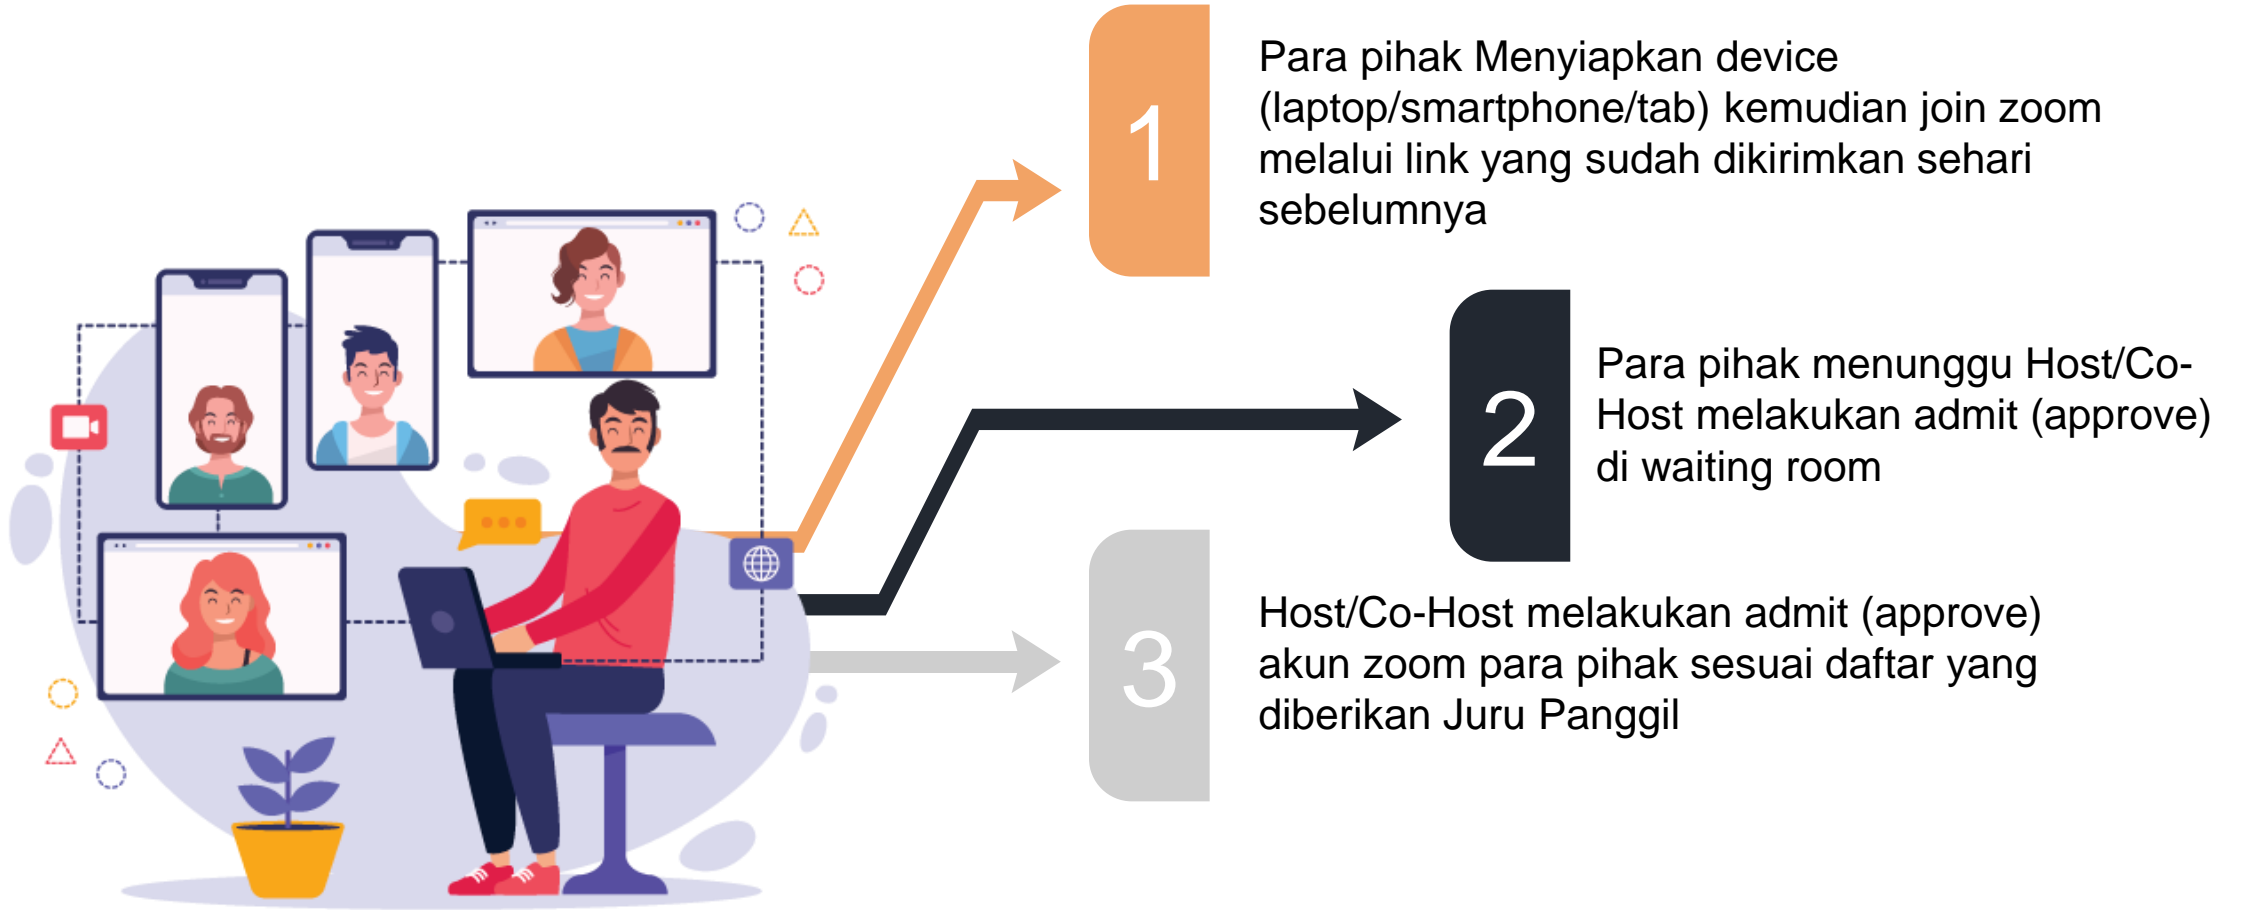 1
Para pihak Menyiapkan device
(laptop/smartphone/tab) kemudian join zoom
melalui link yang sudah dikirimkan sehari
sebelumnya
2
Para pihak menunggu Host/Co-
Host melakukan admit (approve)
di waiting room
3
Host/Co-Host melakukan admit (approve)
akun zoom para pihak sesuai daftar yang
diberikan Juru Panggil